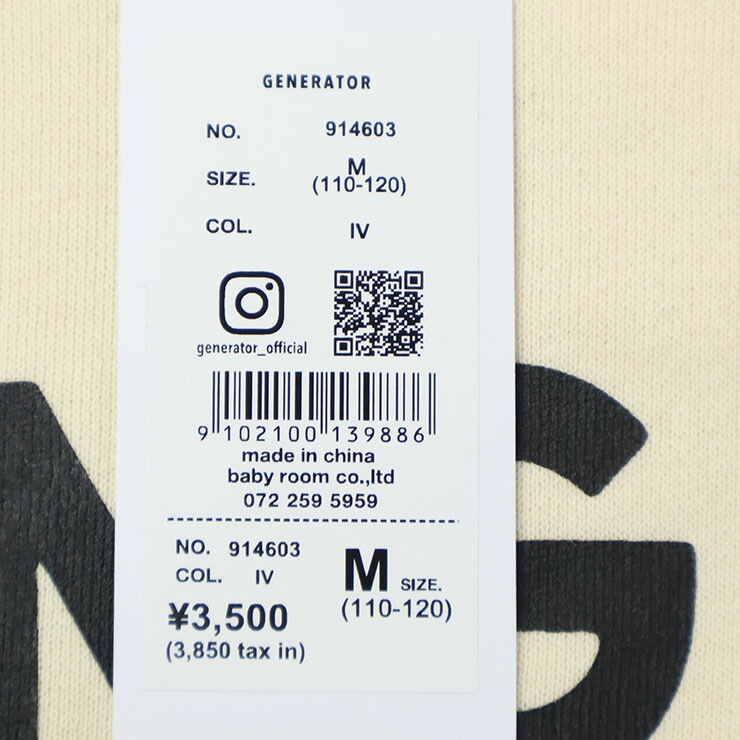 GENERATOR
NO. 914603
SIZE. M
(110-120)
COL. IV
generator_official
9 102100 139886
made in china
baby room co.,ltd
072 259 5959
NO. 914603
COL. IV
M SIZE.
(110-120)
¥3,500
(3,850 tax in)
G